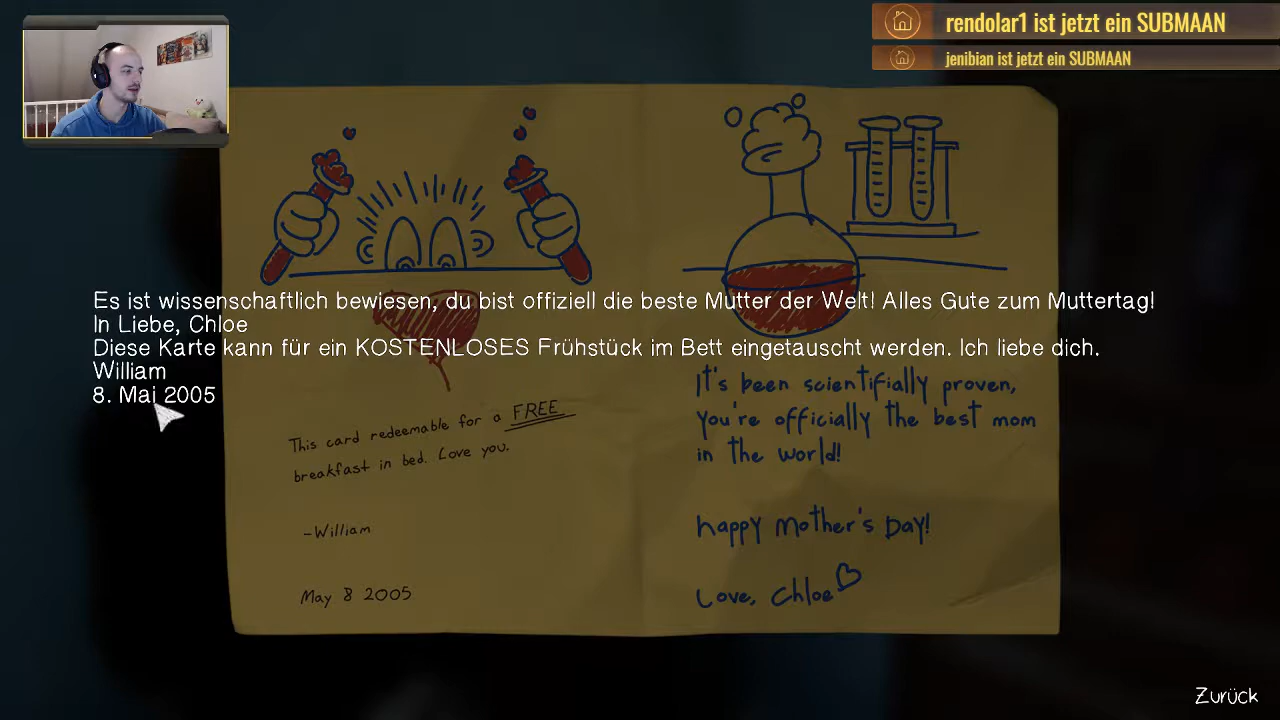 rendolar1 ist jetzt ein SUBMAAN
jenibian ist jetzt ein SUBMAAN
Es ist wissenschaftlich bewiesen, du bist offiziell die beste Mutter der Welt! Alles Gute zum Muttertag!
In Liebe, Chloe
Diese Karte kann für ein KOSTENLOSES Frühstück im Bett eingetauscht werden. Ich liebe dich.
William
8. Mai 2005
This card redeemable for a FREE
breakfast in bed. Love you.
-William
May 8 2005
It's been scientifially proven,
you're officially the best mom
in the world!
Happy Mother's Day!
Love, Chloe
Zurück